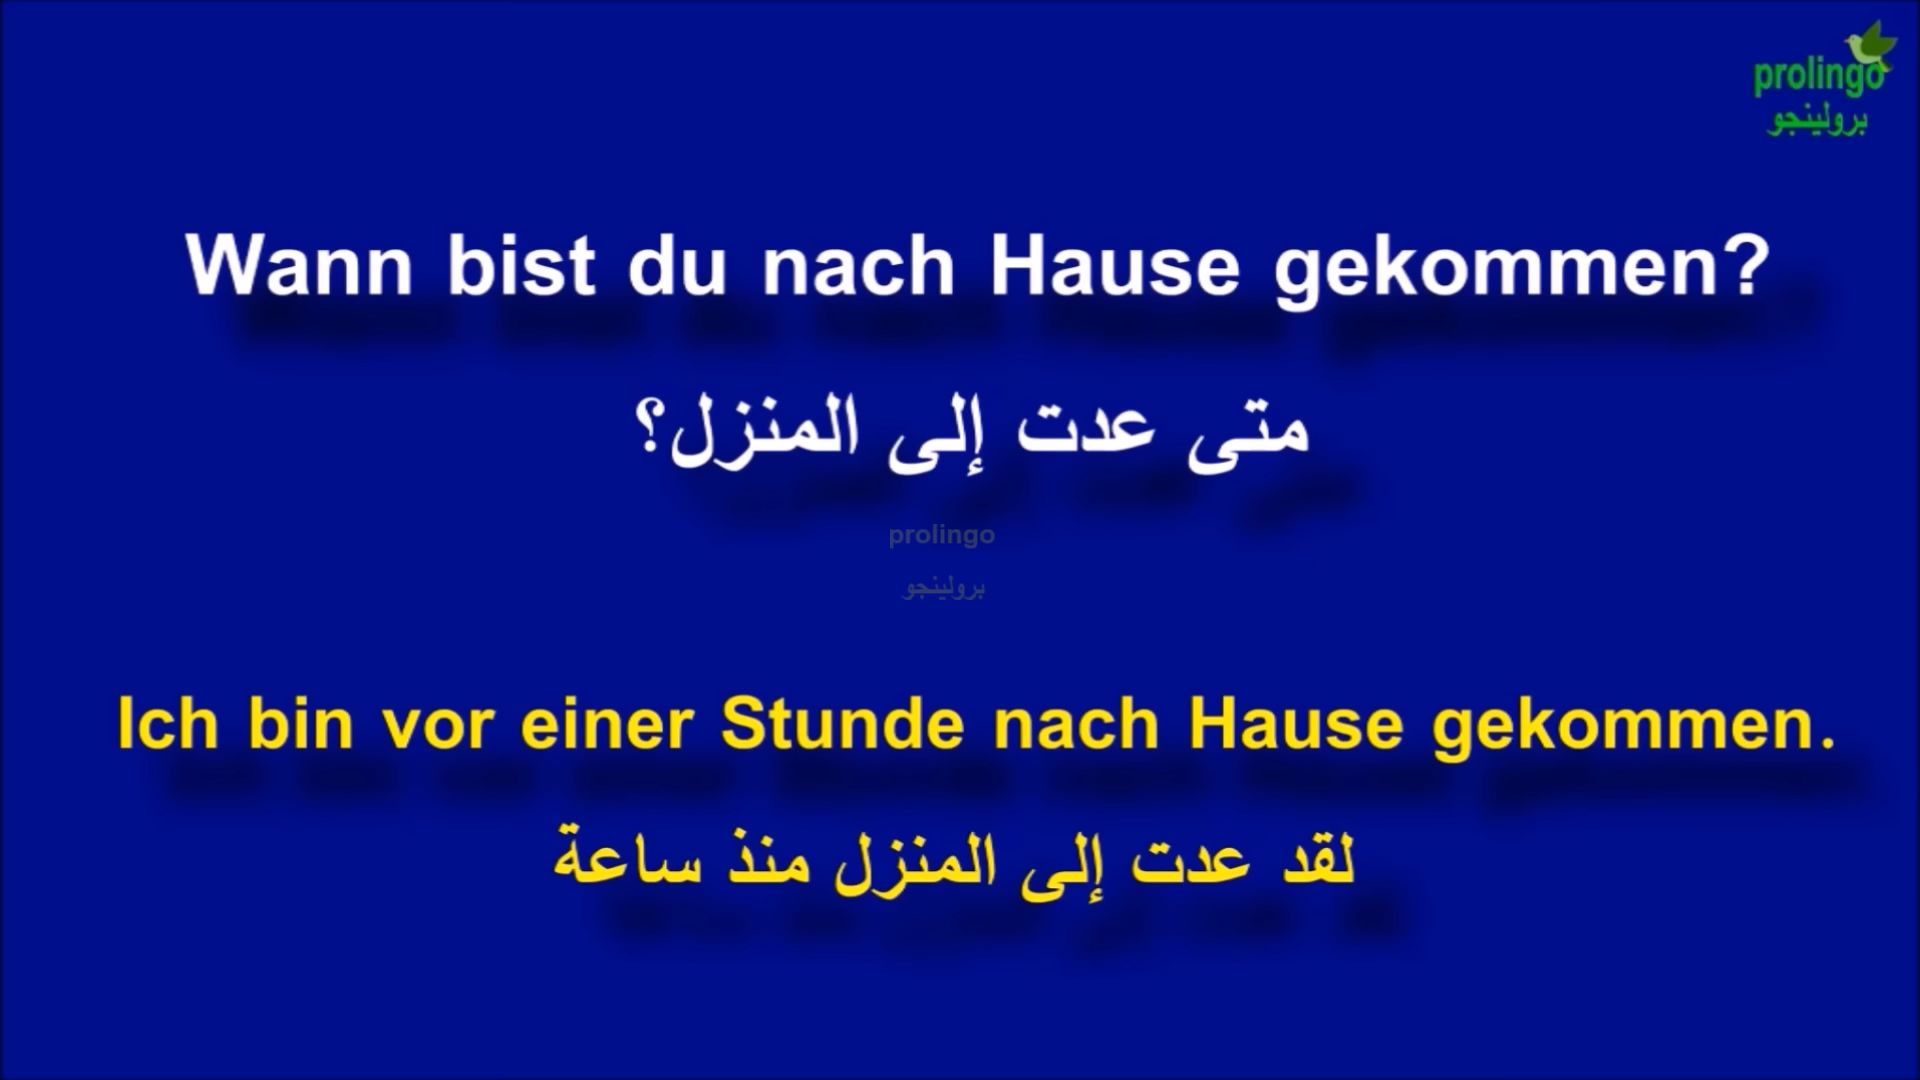 prolingo
برولينجو
Wann bist du nach Hause gekommen?
متى عدت إلى المنزل؟
prolingo
برولينجو
Ich bin vor einer Stunde nach Hause gekommen.
لقد عدت إلى المنزل منذ ساعة